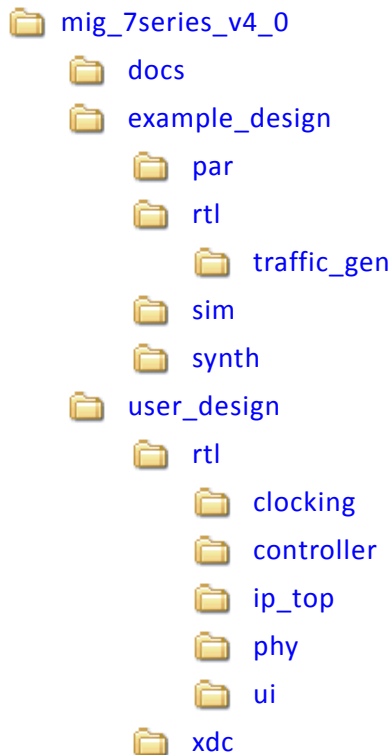 mig_7series_v4_0
docs
example_design
par
rtl
traffic_gen
sim
synth
user_design
rtl
clocking
controller
ip_top
phy
ui
xdc